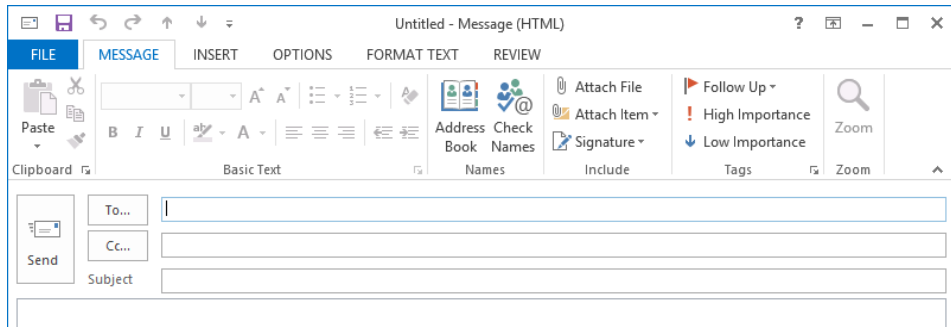 Untitled - Message (HTML)
FILE MESSAGE INSERT OPTIONS FORMAT TEXT REVIEW
Attach File Follow Up
Attach Item High Importance
Paste B I U aby A Address Book Check Names Signature Low Importance Zoom
Clipboard Basic Text Names Include Tags Zoom
To...
Cc...
Send
Subject